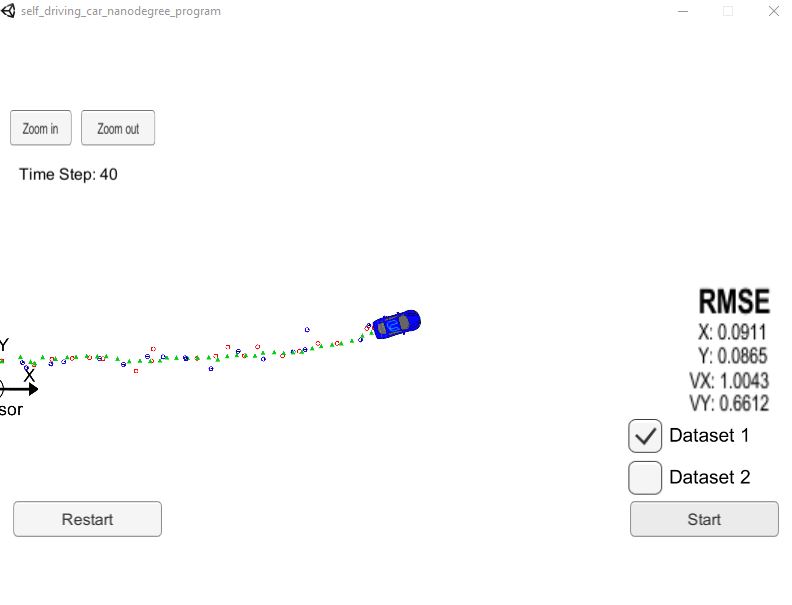 self_driving_car_nanodegree_program
Zoom in
Zoom out
Time Step: 40
RMSE
X: 0.0911
Y: 0.0865
VX: 1.0043
VY: 0.6612
Y
X
sor
Dataset 1
Dataset 2
Restart
Start